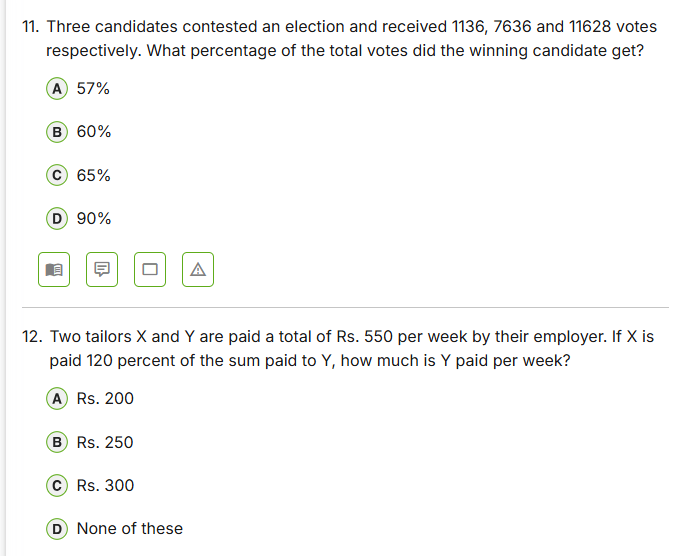 11. Three candidates contested an election and received 1136, 7636 and 11628 votes
respectively. What percentage of the total votes did the winning candidate get?
A 57%
B 60%
C 65%
D 90%
12. Two tailors X and Y are paid a total of Rs. 550 per week by their employer. If X is
paid 120 percent of the sum paid to Y, how much is Y paid per week?
A Rs. 200
B Rs. 250
C Rs. 300
D None of these